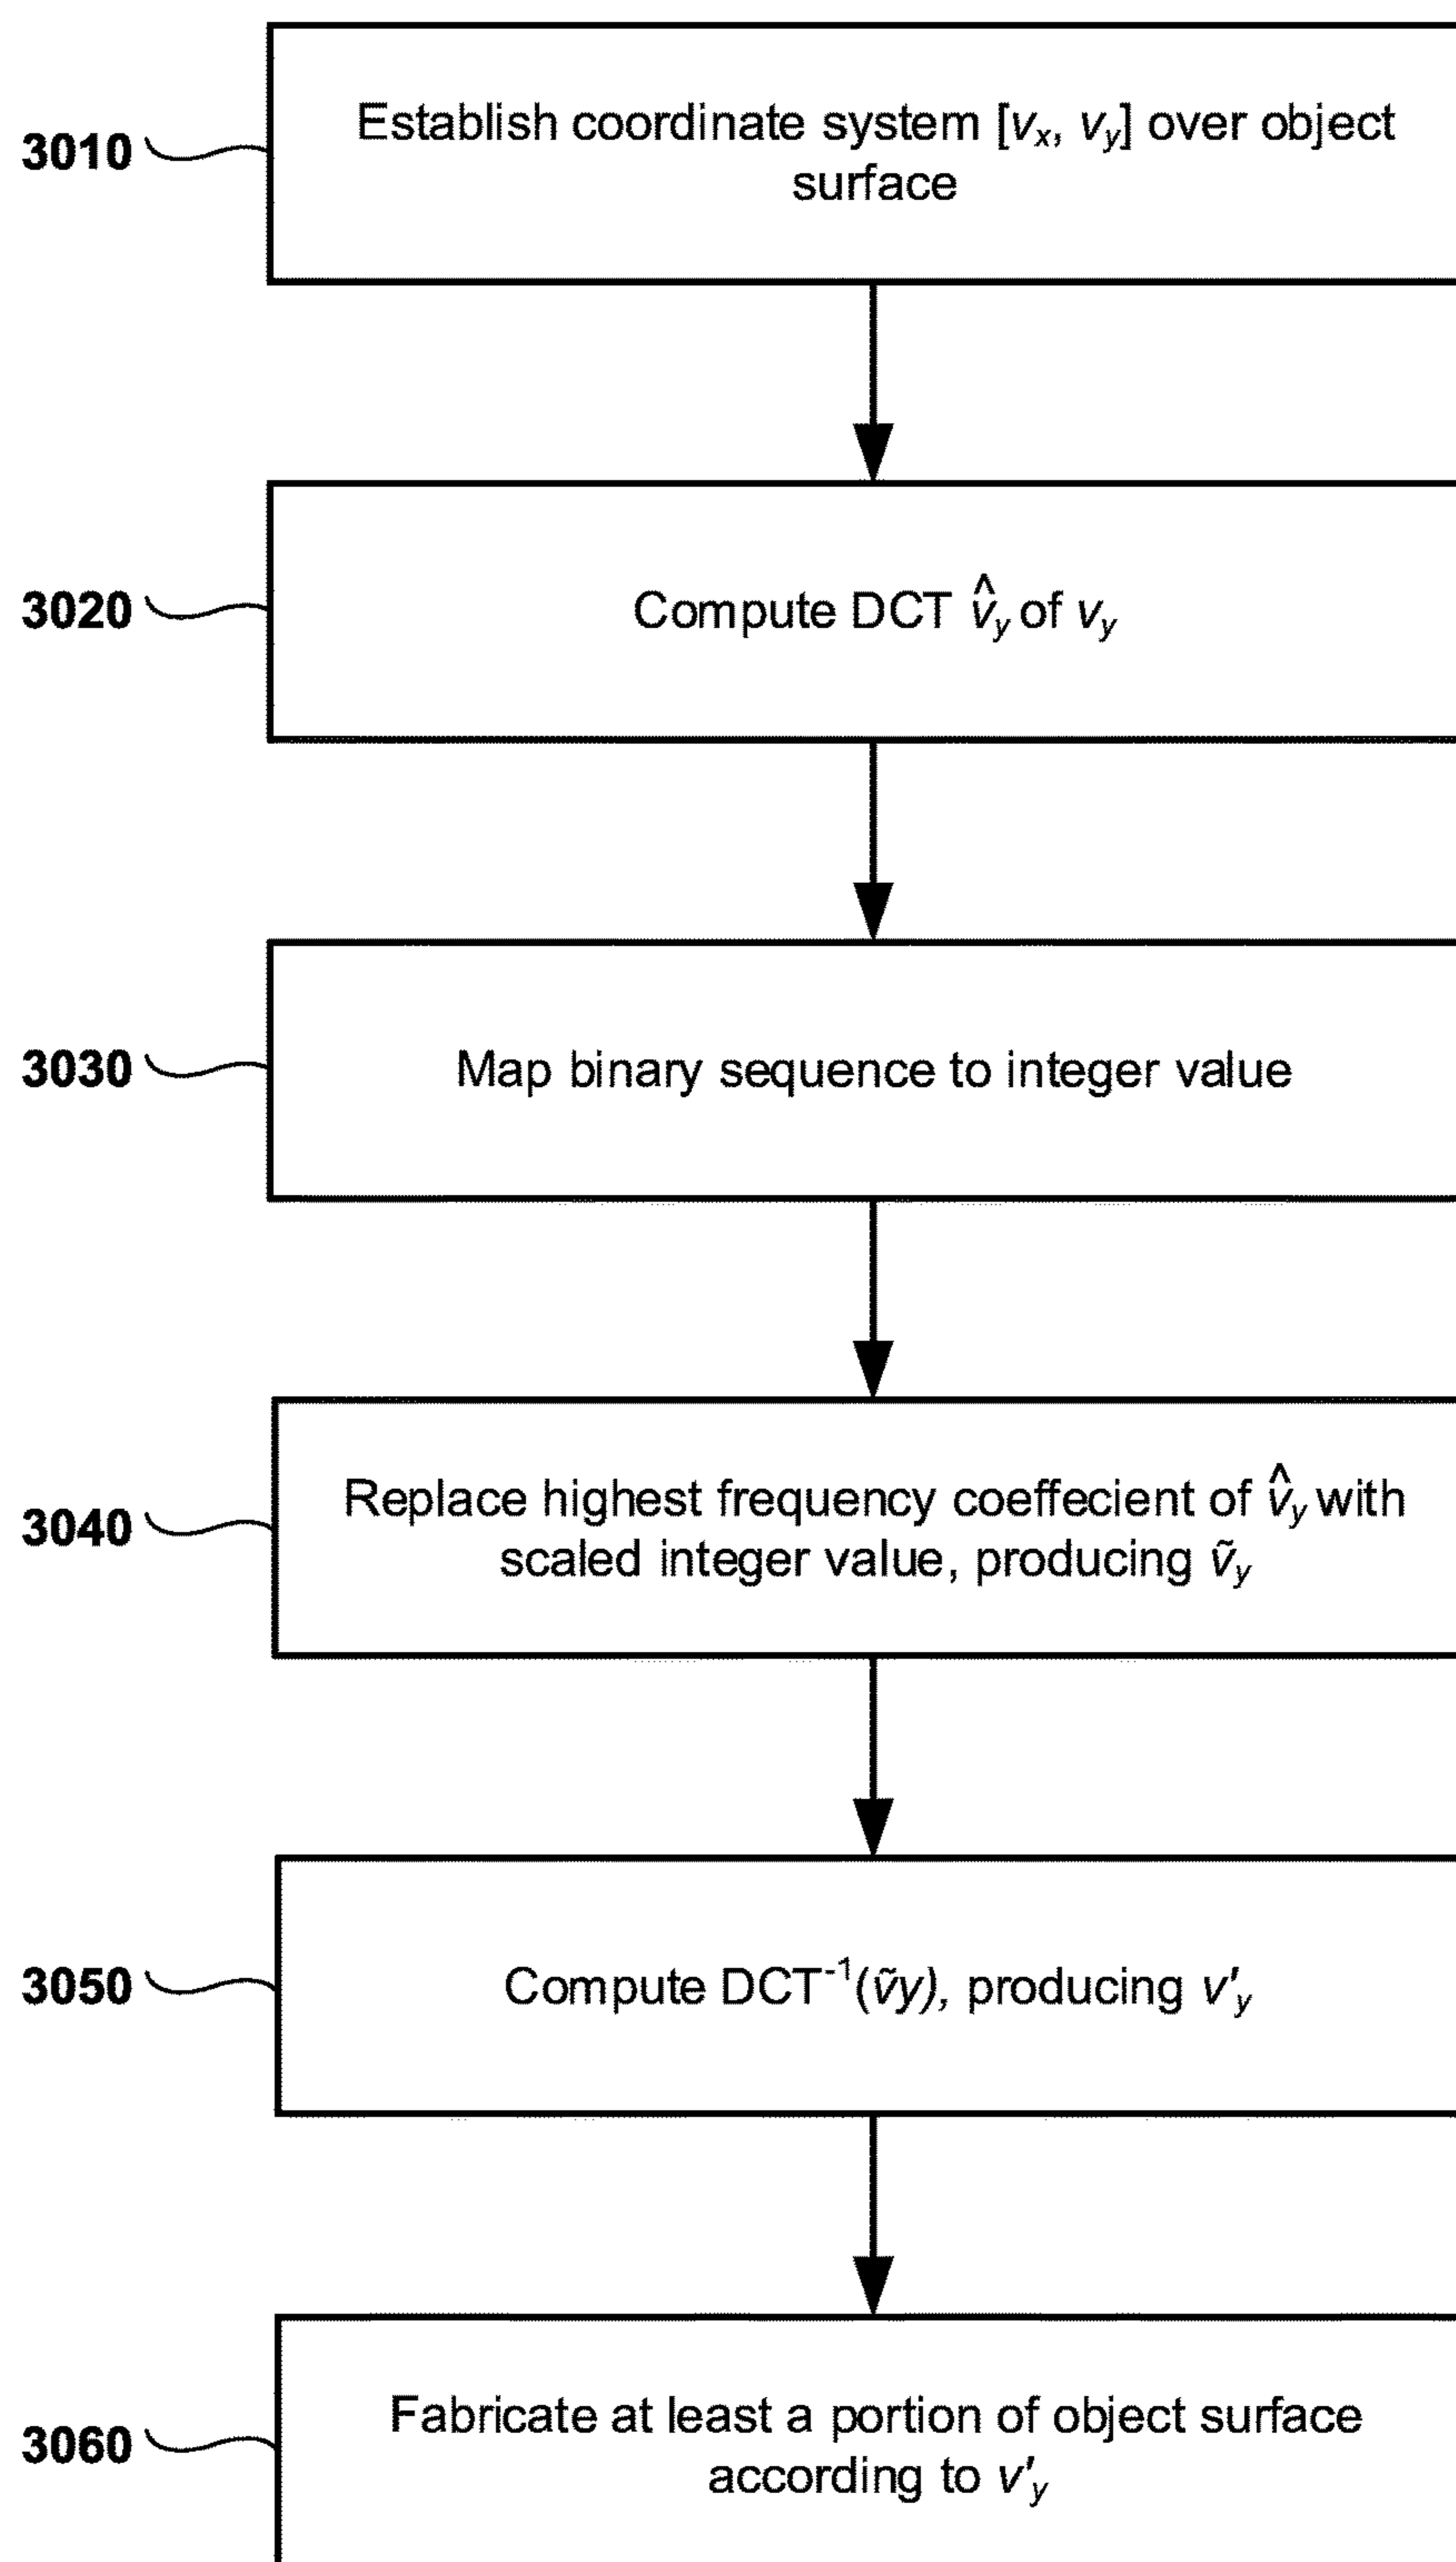 3010
Establish coordinate system [vx, vy] over object
surface
3020
Compute DCT v̂y of vy
3030
Map binary sequence to integer value
3040
Replace highest frequency coeffecient of v̂y with
scaled integer value, producing ṽy
3050
Compute DCT⁻¹(ṽy), producing v'y
3060
Fabricate at least a portion of object surface
according to v'y